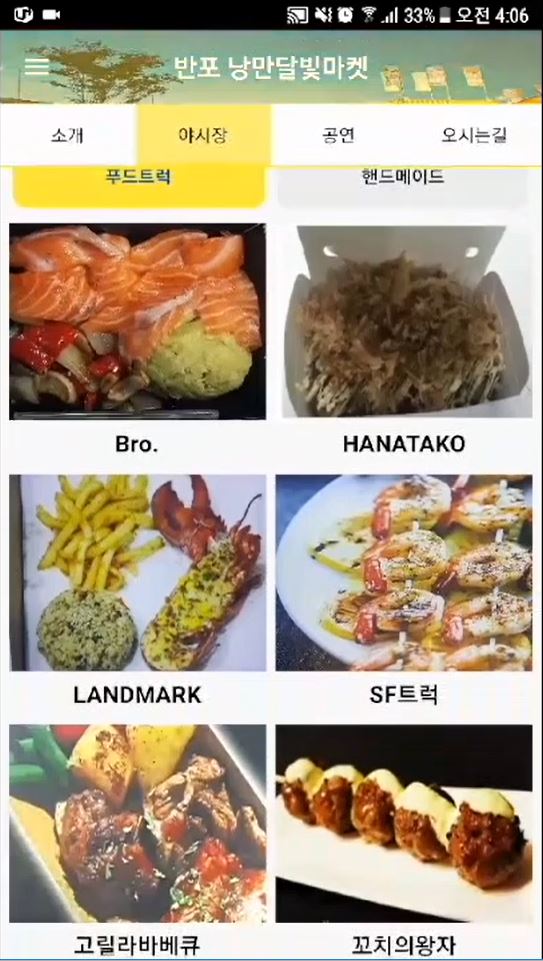 33% 오전 4:06
반포 낭만달빛마켓
소개 야시장 공연 오시는길
푸드트럭 핸드메이드
Bro. HANATAKO
LANDMARK SF트럭
고릴라바베큐 꼬치의왕자